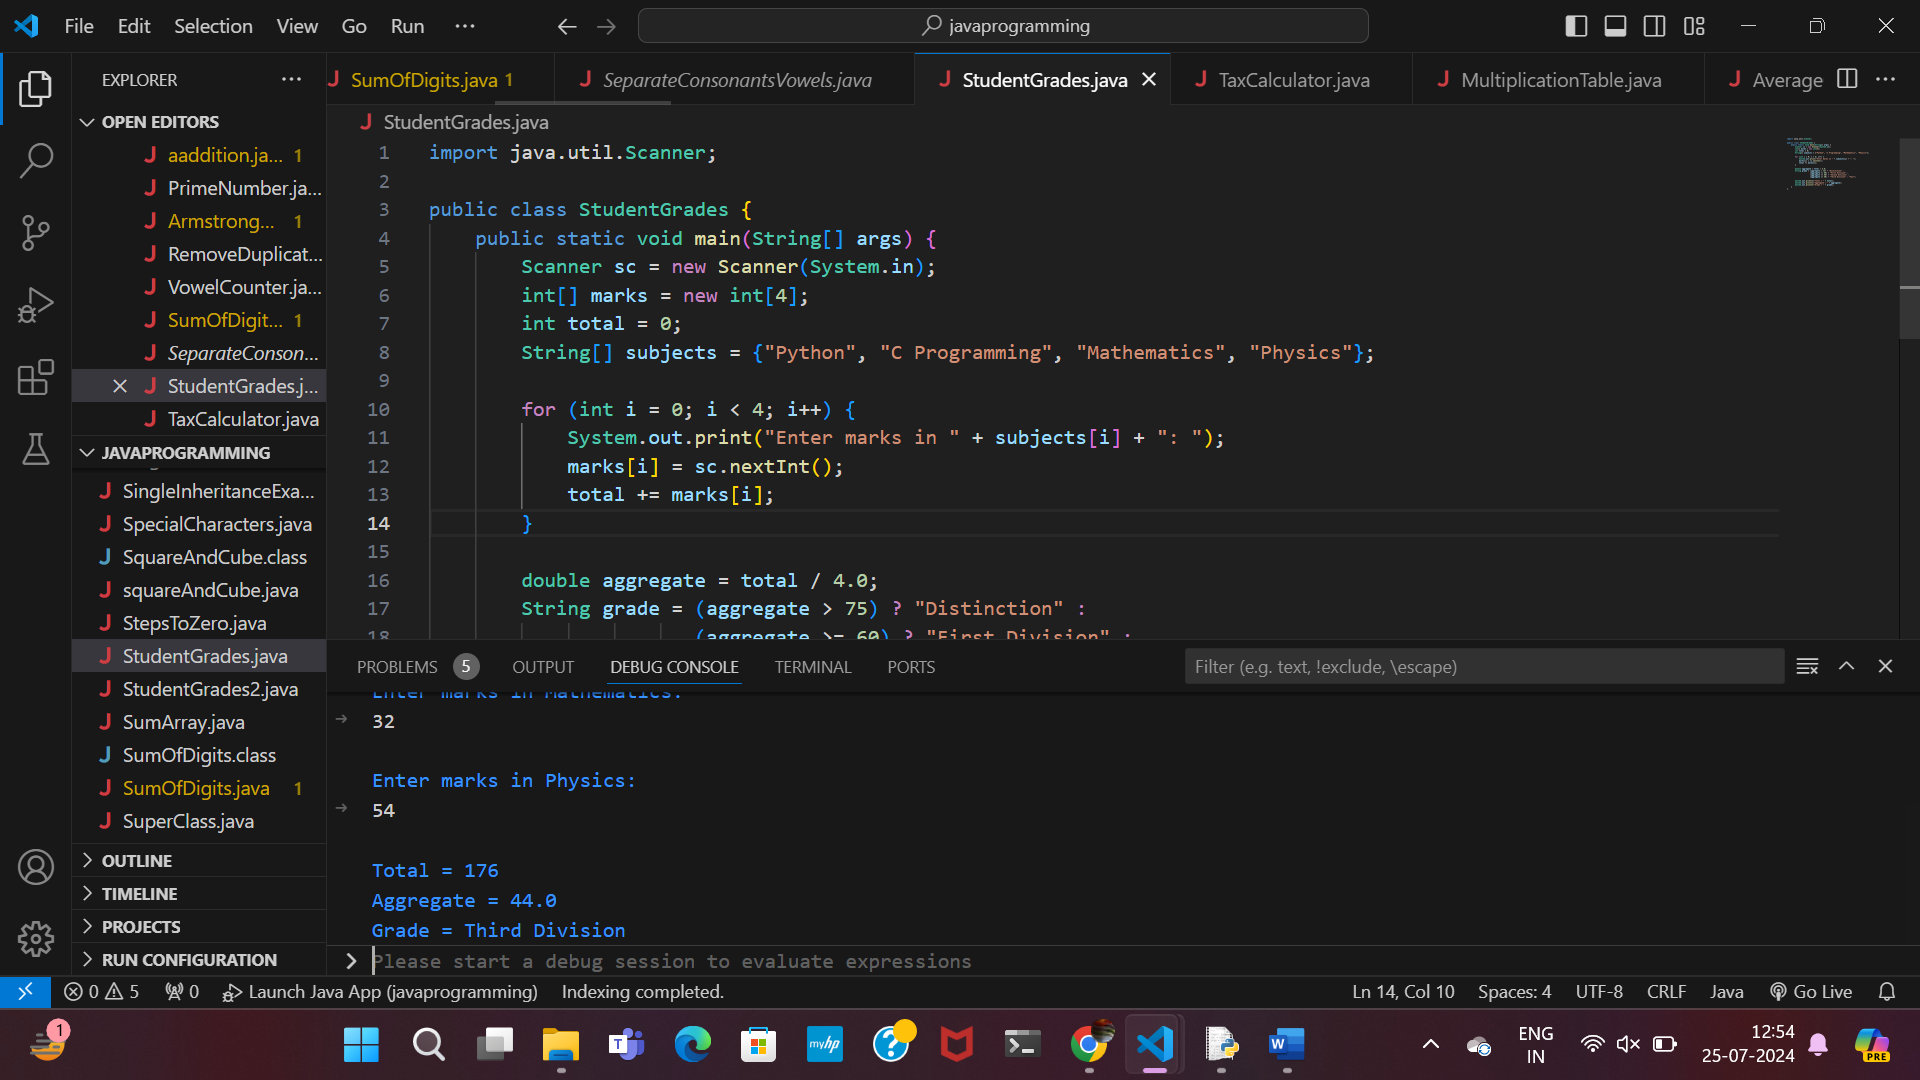 File Edit Selection View Go Run ··· javaprogramming
EXPLORER ···
OPEN EDITORS
aaddition.ja... 1
PrimeNumber.ja...
Armstrong... 1
RemoveDuplicat...
VowelCounter.ja...
SumOfDigit... 1
SeparateConson...
StudentGrades.j...
TaxCalculator.java
JAVAPROGRAMMING
SingleInheritanceExa...
SpecialCharacters.java
SquareAndCube.class
squareAndCube.java
StepsToZero.java
StudentGrades.java
StudentGrades2.java
SumArray.java
SumOfDigits.class
SumOfDigits.java 1
SuperClass.java
OUTLINE
TIMELINE
PROJECTS
RUN CONFIGURATION
SumOfDigits.java 1 SeparateConsonantsVowels.java StudentGrades.java TaxCalculator.java MultiplicationTable.java Average ···
StudentGrades.java
1 import java.util.Scanner;
2
3 public class StudentGrades {
4 public static void main(String[] args) {
5 Scanner sc = new Scanner(System.in);
6 int[] marks = new int[4];
7 int total = 0;
8 String[] subjects = {"Python", "C Programming", "Mathematics", "Physics"};
9
10 for (int i = 0; i < 4; i++) {
11 System.out.print("Enter marks in " + subjects[i] + ": ");
12 marks[i] = sc.nextInt();
13 total += marks[i];
14 }
15
16 double aggregate = total / 4.0;
17 String grade = (aggregate > 75) ? "Distinction" :
18 (aggregate >= 60) ? "First Division" :
PROBLEMS 5 OUTPUT DEBUG CONSOLE TERMINAL PORTS Filter (e.g. text, !exclude, \escape)
Enter marks in Mathematics:
32
Enter marks in Physics:
54
Total = 176
Aggregate = 44.0
Grade = Third Division
Please start a debug session to evaluate expressions
0 5 0 Launch Java App (javaprogramming) Indexing completed. Ln 14, Col 10 Spaces: 4 UTF-8 CRLF Java Go Live
1 myhp ENG 12:54
IN 25-07-2024 PRE